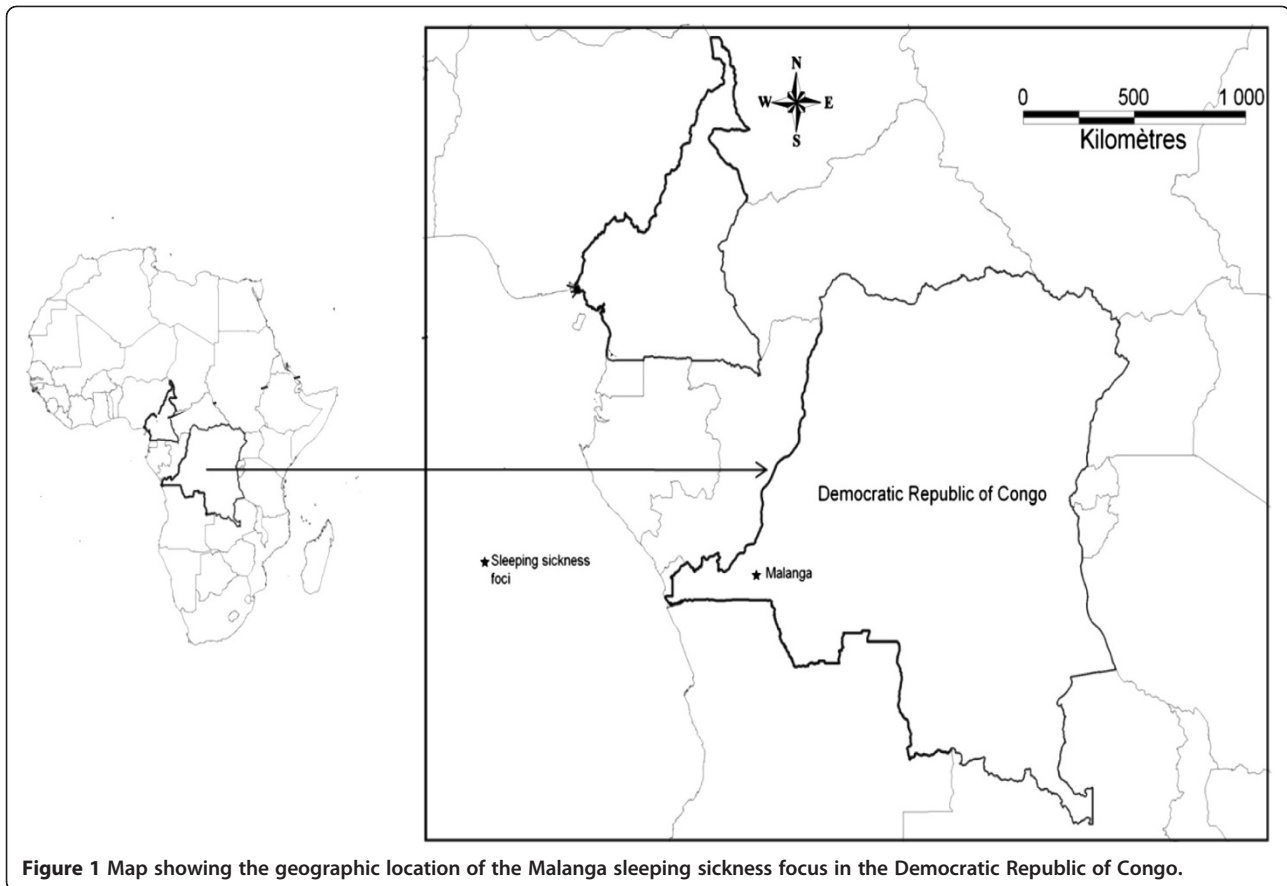 N
W E
S
0 500 1 000
Kilomètres
Democratic Republic of Congo
★ Sleeping sickness
foci
★ Malanga
Figure 1 Map showing the geographic location of the Malanga sleeping sickness focus in the Democratic Republic of Congo.